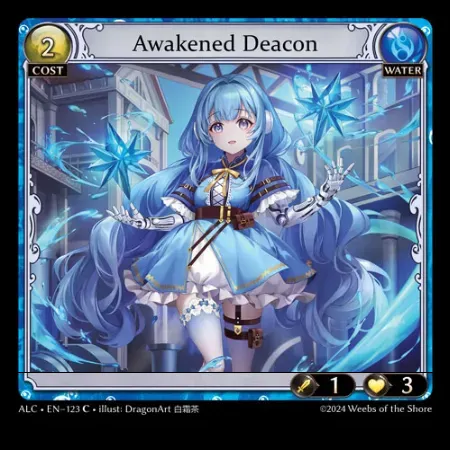 2
Awakened Deacon
COST
WATER
1
3
ALC • EN-123 C • illust: DragonArt 白霜茶
©2024 Weebs of the Shore